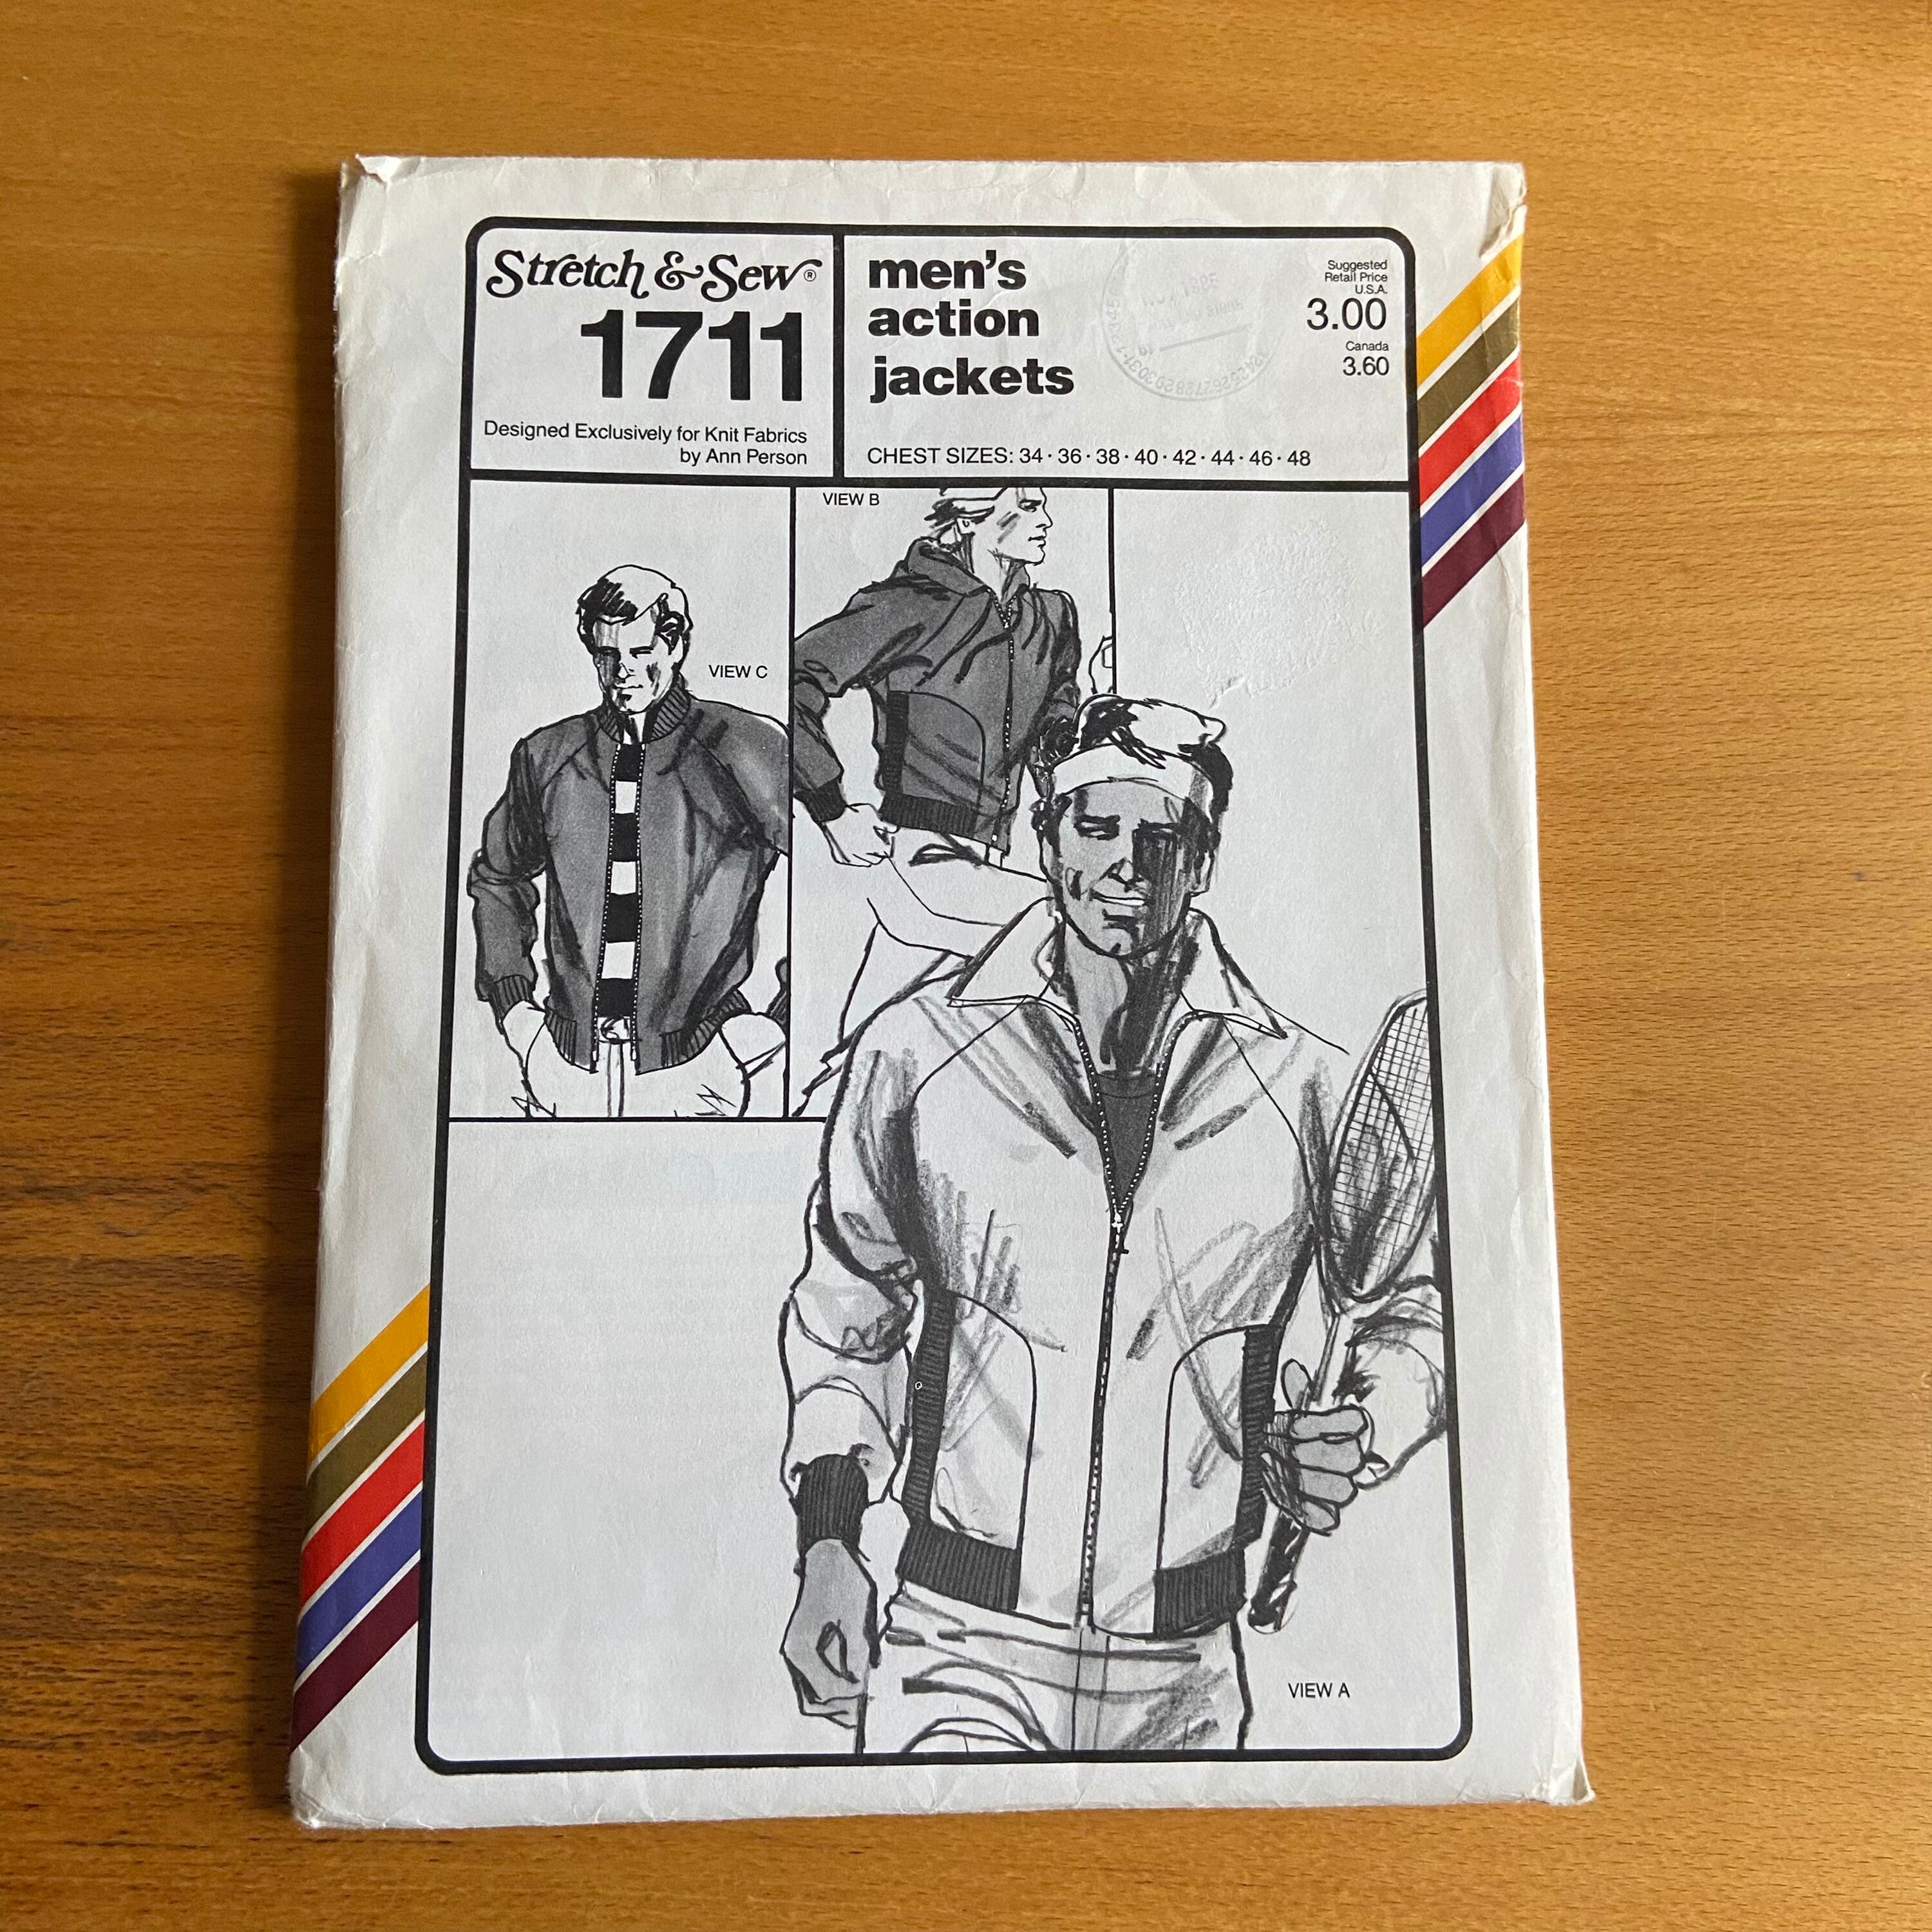 Stretch & Sew®
1711
Designed Exclusively for Knit Fabrics
by Ann Person
men's
action
jackets
CHEST SIZES: 34 · 36 · 38 · 40 · 42 · 44 · 46 · 48
Suggested
Retail Price
U.S.A.
3.00
Canada
3.60
VIEW C
VIEW B
VIEW A